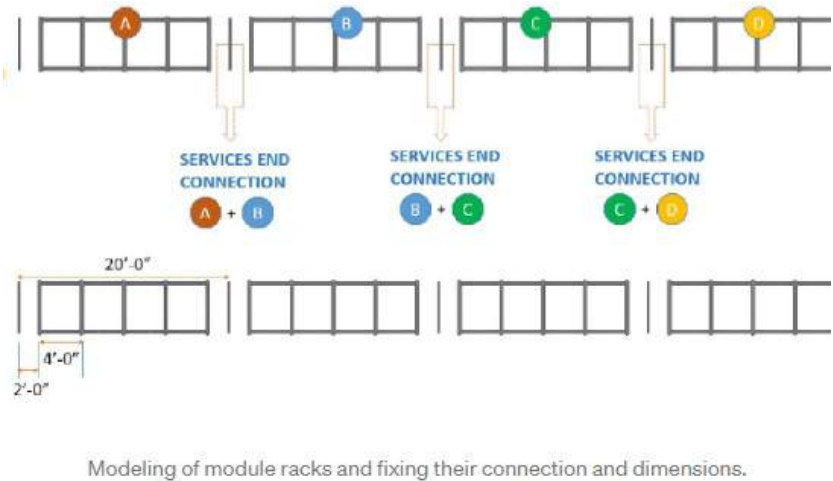 A
B
C
D
SERVICES END
CONNECTION
A + B
SERVICES END
CONNECTION
B + C
SERVICES END
CONNECTION
C + D
20'-0"
4'-0"
2'-0"
Modeling of module racks and fixing their connection and dimensions.